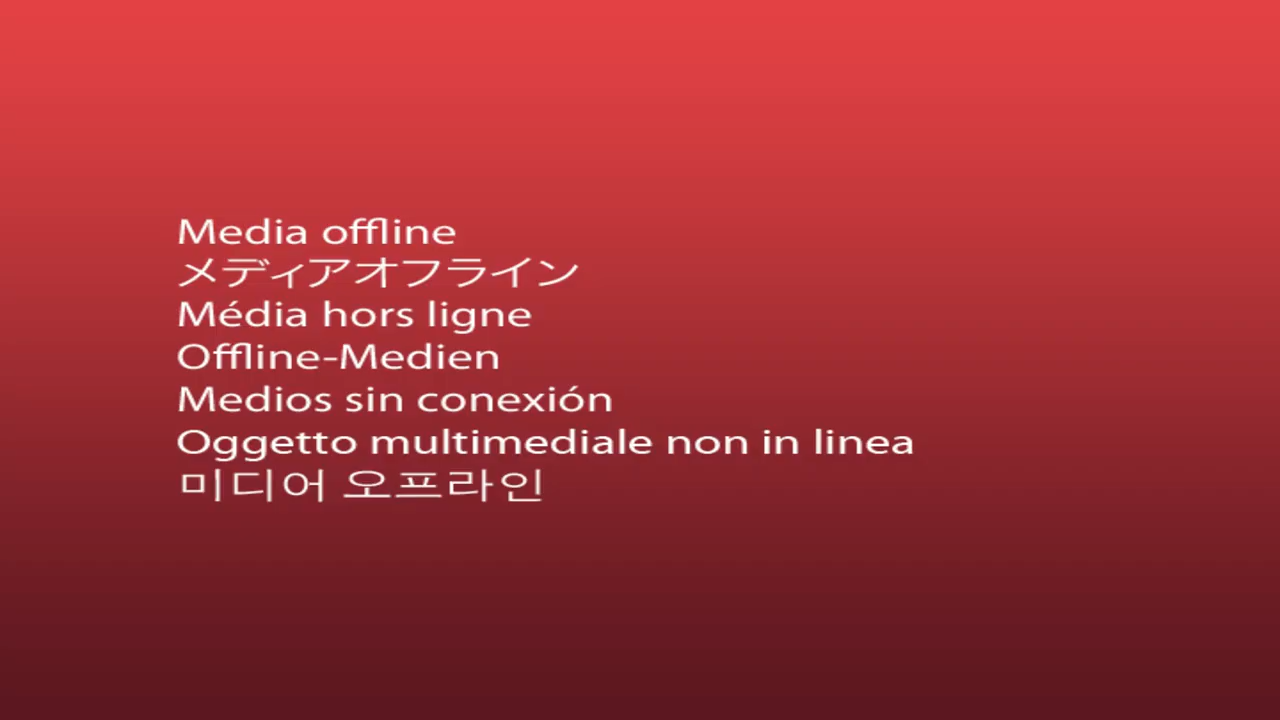 Media offline
メディアオフライン
Média hors ligne
Offline-Medien
Medios sin conexión
Oggetto multimediale non in linea
미디어 오프라인